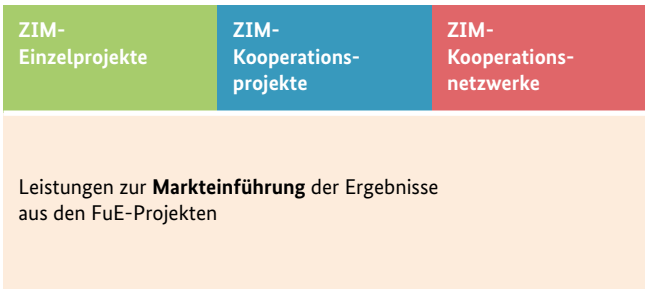 ZIM-
Einzelprojekte
ZIM-
Kooperations-
projekte
ZIM-
Kooperations-
netzwerke
Leistungen zur Markteinführung der Ergebnisse
aus den FuE-Projekten